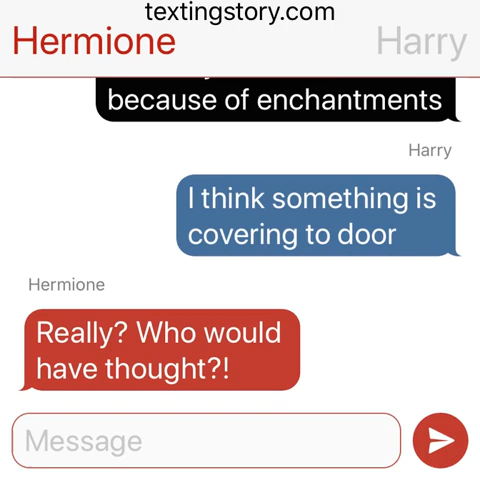 textingstory.com
Hermione Harry
because of enchantments
Harry
I think something is
covering to door
Hermione
Really? Who would
have thought?!
Message